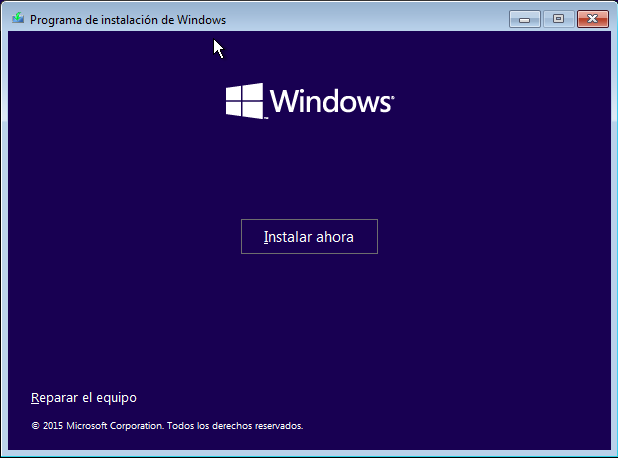 Programa de instalación de Windows
Windows®
Instalar ahora
Reparar el equipo
© 2015 Microsoft Corporation. Todos los derechos reservados.